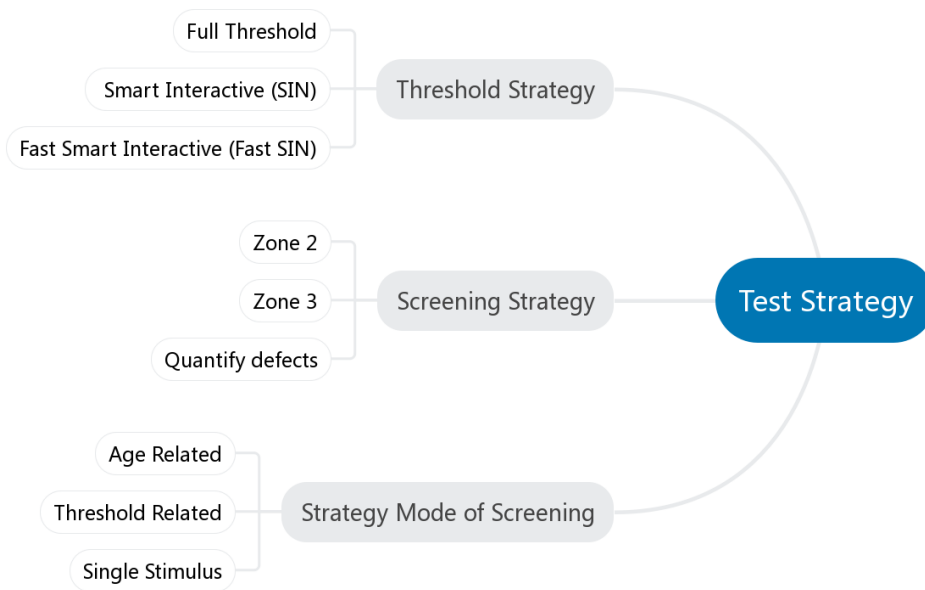 Full Threshold
Threshold Strategy
Smart Interactive (SIN)
Fast Smart Interactive (Fast SIN)
Zone 2
Screening Strategy
Zone 3
Test Strategy
Quantify defects
Age Related
Strategy Mode of Screening
Threshold Related
Single Stimulus